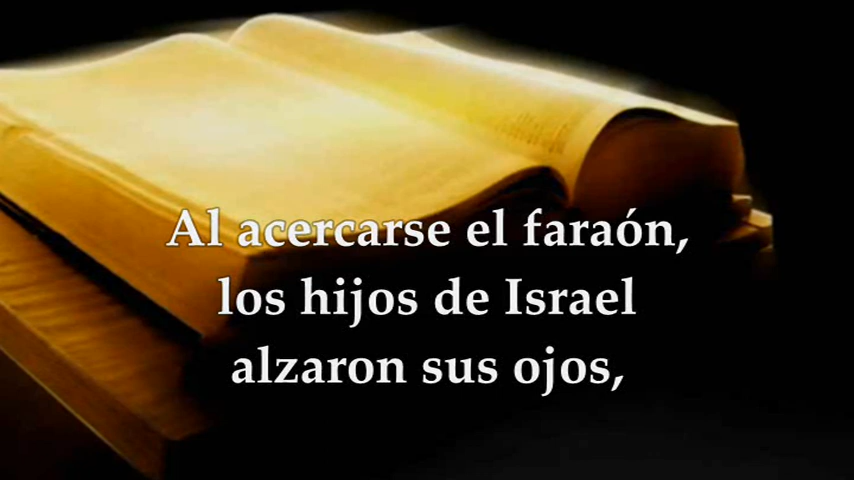 Al acercarse el faraón,
los hijos de Israel
alzaron sus ojos,